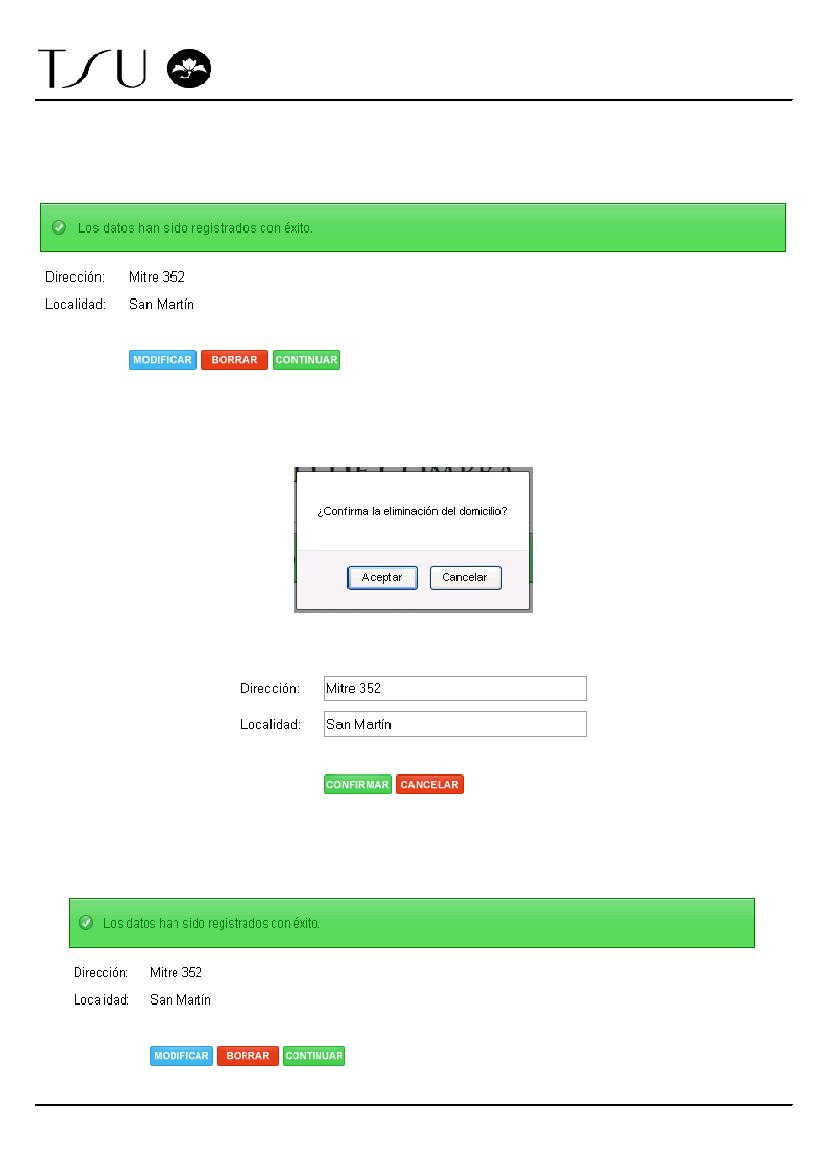 TSU
Los datos han sido registrados con éxito.
Dirección: Mitre 352
Localidad: San Martín
MODIFICAR BORRAR CONTINUAR
¿Confirma la eliminación del domicilio?
Aceptar Cancelar
Dirección: Mitre 352
Localidad: San Martín
CONFIRMAR CANCELAR
Los datos han sido registrados con éxito.
Dirección: Mitre 352
Localidad: San Martín
MODIFICAR BORRAR CONTINUAR